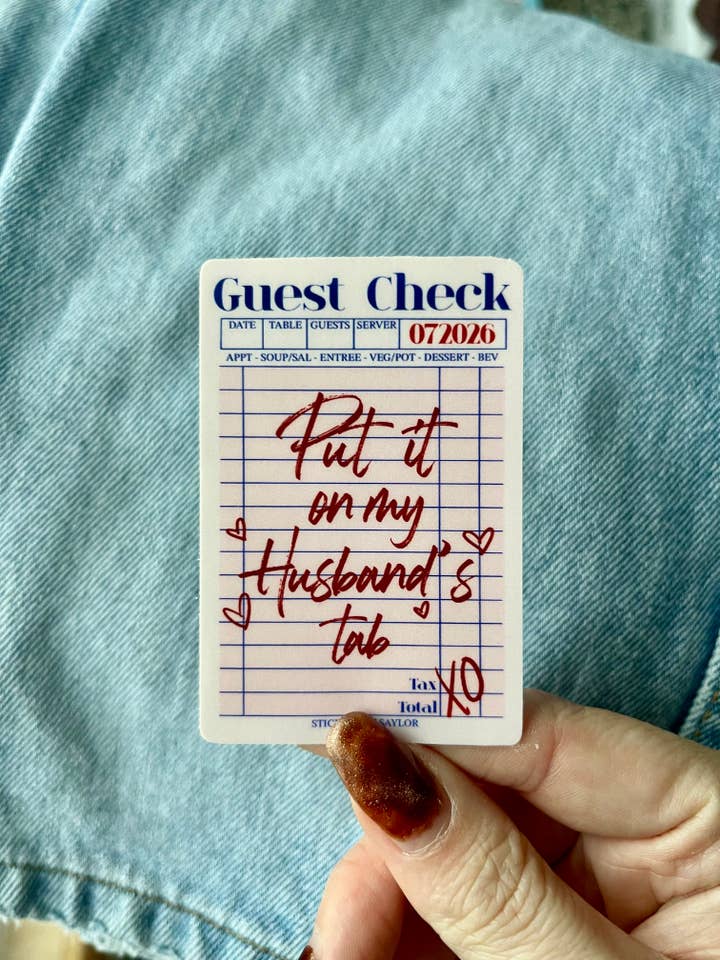 Guest Check
DATE TABLE GUESTS SERVER 072026
APPT - SOUP/SAL - ENTREE - VEG/POT - DESSERT - BEV
Put it
on my
Husband's
tab
Tax
Total XO
SAYLOR